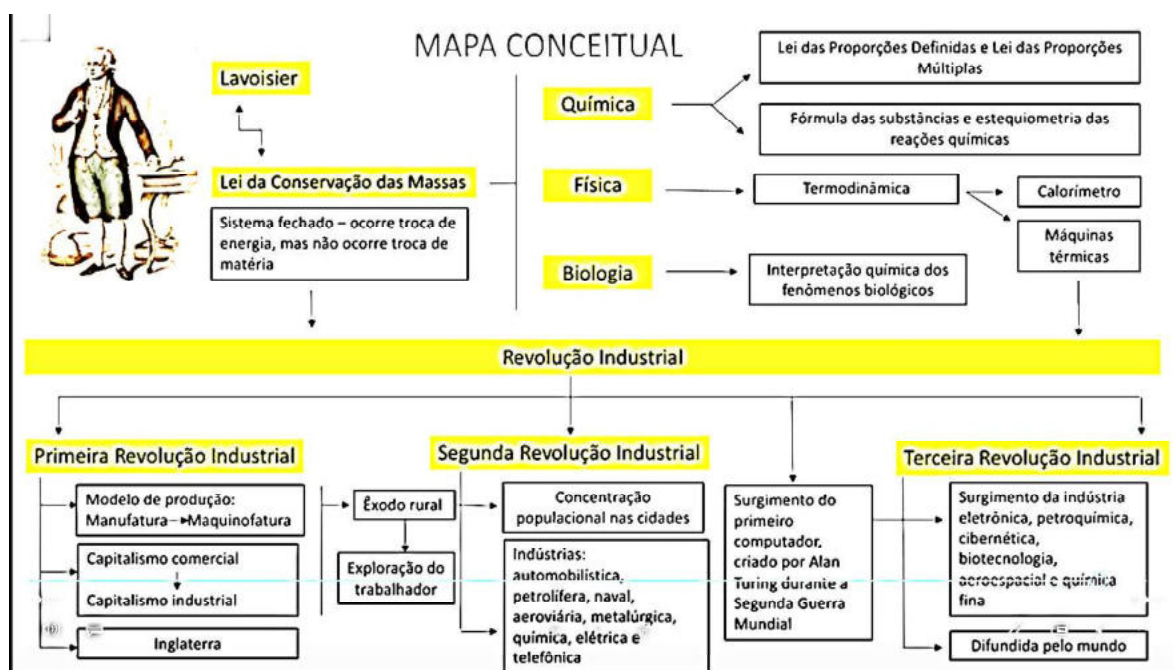 MAPA CONCEITUAL
Lavoisier
Lei da Conservação das Massas
Sistema fechado – ocorre troca de
energia, mas não ocorre troca de
matéria
Química
Lei das Proporções Definidas e Lei das Proporções
Múltiplas
Fórmula das substâncias e estequiometria das
reações químicas
Física
Termodinâmica
Calorímetro
Máquinas
térmicas
Biologia
Interpretação química dos
fenômenos biológicos
Revolução Industrial
Primeira Revolução Industrial
Modelo de produção:
Manufatura Maquinofatura
Capitalismo comercial
Capitalismo industrial
Inglaterra
Êxodo rural
Exploração do
trabalhador
Segunda Revolução Industrial
Concentração
populacional nas cidades
Indústrias:
automobilística,
petrolífera, naval,
aeroviária, metalúrgica,
química, elétrica e
telefônica
Surgimento do
primeiro
computador,
criado por Alan
Turing durante a
Segunda Guerra
Mundial
Terceira Revolução Industrial
Surgimento da indústria
eletrônica, petroquímica,
cibernética,
biotecnologia,
aeroespacial e química
fina
Difundida pelo mundo